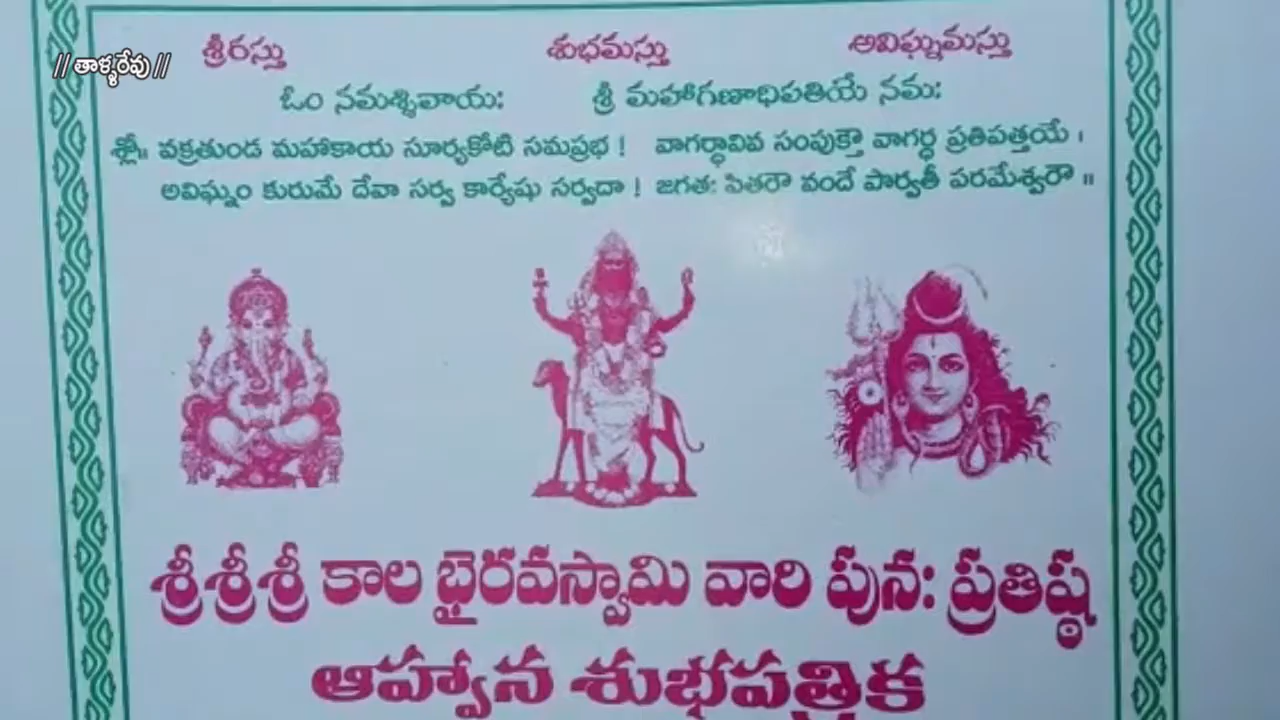 // తాళ్ళరేవు //
శ్రీరస్తు శుభమస్తు అవిఘ్నమస్తు
ఓం నమశ్శివాయః శ్రీ మహాగణాధిపతియే నమః
శ్లో॥ వక్రతుండ మహాకాయ సూర్యకోటి సమప్రభ ! వాగర్ధావివ సంపుక్తౌ వాగర్ధ ప్రతిపత్తయే ।
అవిఘ్నం కురుమే దేవా సర్వ కార్యేషు సర్వదా ! జగతః పితరౌ వందే పార్వతీ పరమేశ్వరౌ ॥
శ్రీశ్రీశ్రీ కాల భైరవస్వామి వారి పునః ప్రతిష్ఠ
ఆహ్వాన శుభపత్రిక